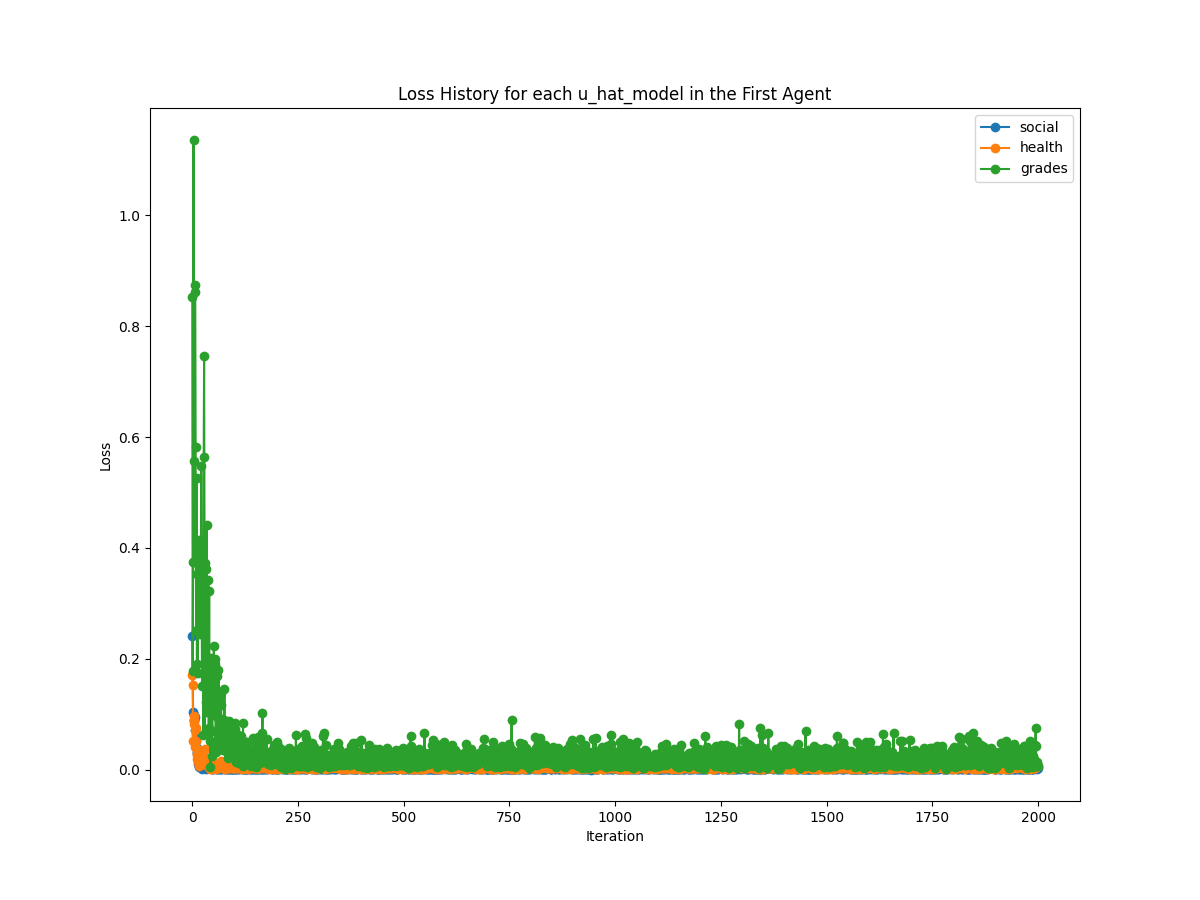 Loss History for each u_hat_model in the First Agent
social
health
grades
Loss
1.0
0.8
0.6
0.4
0.2
0.0
0 250 500 750 1000 1250 1500 1750 2000
Iteration